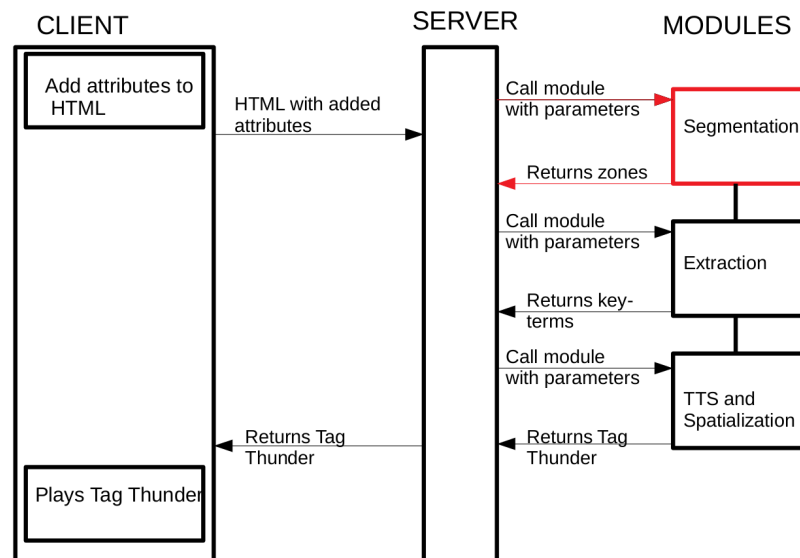 CLIENT
SERVER
MODULES
Add attributes to
HTML
HTML with added
attributes
Call module
with parameters
Segmentation
Returns zones
Call module
with parameters
Extraction
Returns key-
terms
Call module
with parameters
TTS and
Spatialization
Returns Tag
Thunder
Returns Tag
Thunder
Plays Tag Thunder